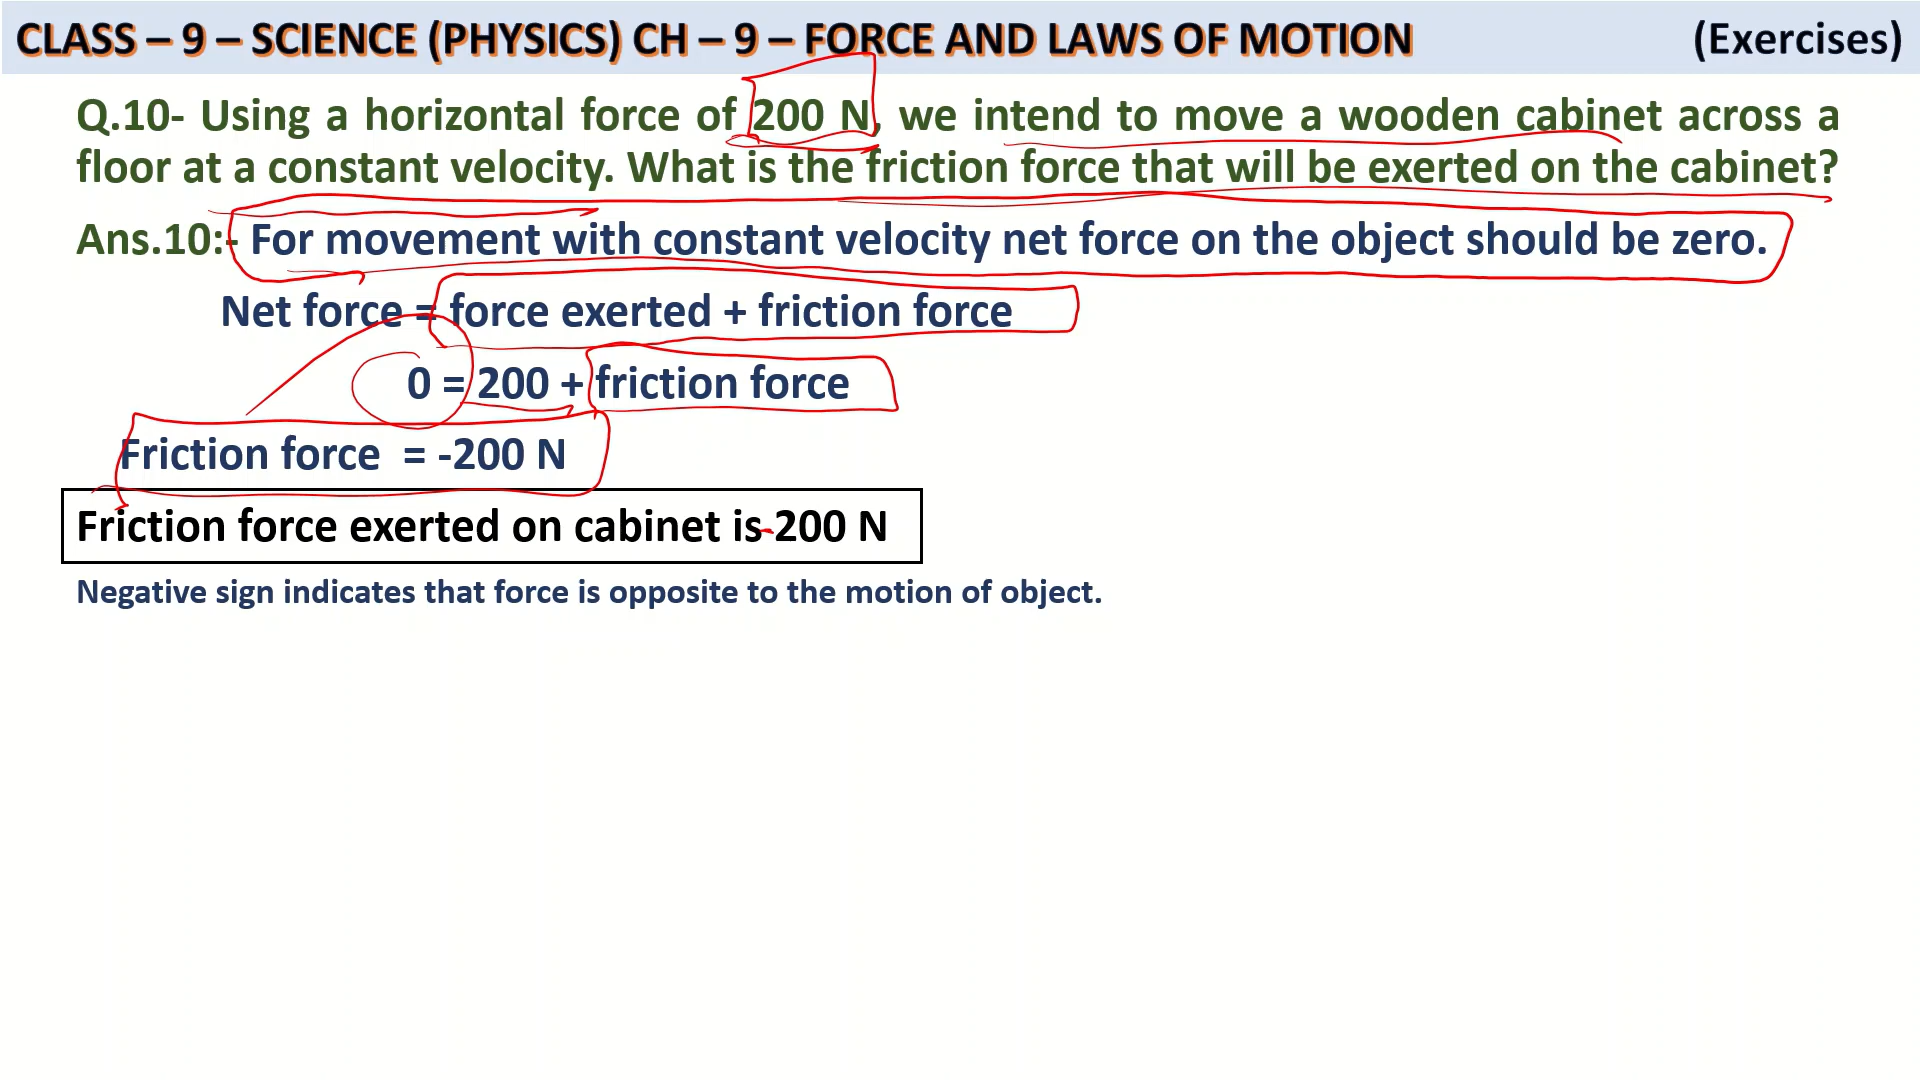 CLASS – 9 – SCIENCE (PHYSICS) CH – 9 – FORCE AND LAWS OF MOTION (Exercises)
Q.10- Using a horizontal force of 200 N, we intend to move a wooden cabinet across a
floor at a constant velocity. What is the friction force that will be exerted on the cabinet?
Ans.10:- For movement with constant velocity net force on the object should be zero.
Net force = force exerted + friction force
0 = 200 + friction force
Friction force = -200 N
Friction force exerted on cabinet is-200 N
Negative sign indicates that force is opposite to the motion of object.